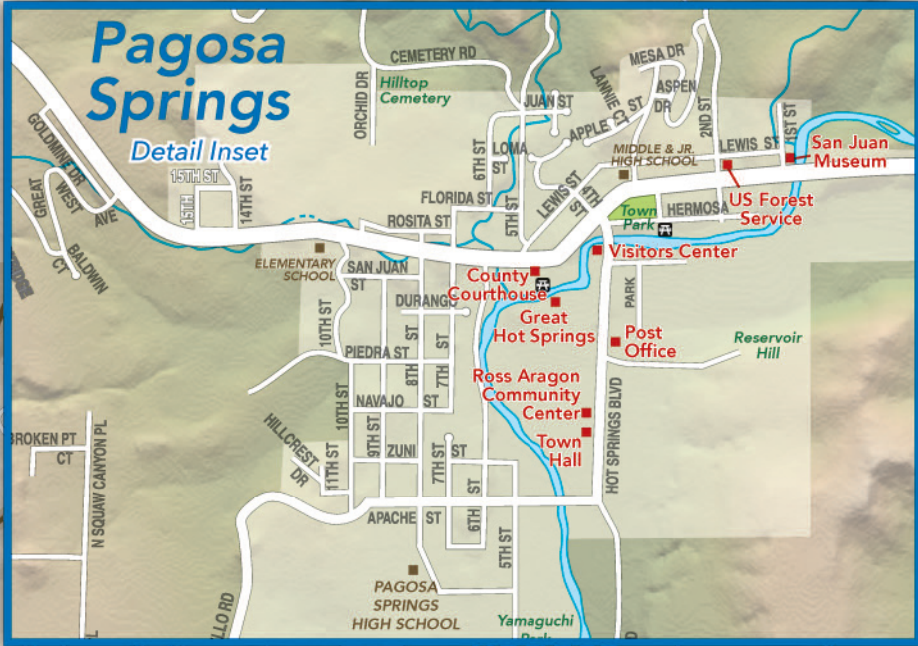 Pagosa
Springs
Detail Inset
CEMETERY RD
Hilltop
Cemetery
ORCHID DR
MESA DR
ASPEN
DR
LANNIE
CT
JUAN ST
APPLE
ST
2ND ST
1ST ST
LEWIS ST
San Juan
Museum
MIDDLE & JR.
HIGH SCHOOL
6TH ST
LOMA
ST
US Forest
Service
GOLDMINE DR
GREAT
WEST
AVE
BALDWIN
CT
15TH ST
15TH
14TH ST
FLORIDA ST
ROSITA ST
5TH ST
LEWIS ST
4TH
ST
Town
Park
HERMOSA
Visitors Center
ELEMENTARY
SCHOOL
SAN JUAN
ST
County
Courthouse
DURANGO
ST
Great
Hot Springs
PARK
10TH ST
Post
Office
Reservoir
Hill
PIEDRA ST
8TH
ST
7TH
ST
Ross Aragon
Community
Center
10TH ST
NAVAJO ST
HOT SPRINGS BLVD
Town
Hall
BROKEN PT
CT
N SQUAW CANYON PL
HILLCREST
DR
11TH ST
9TH ST
ZUNI ST
7TH ST
6TH ST
APACHE ST
5TH ST
PAGOSA
SPRINGS
HIGH SCHOOL
LLO RD
Yamaguchi
PL